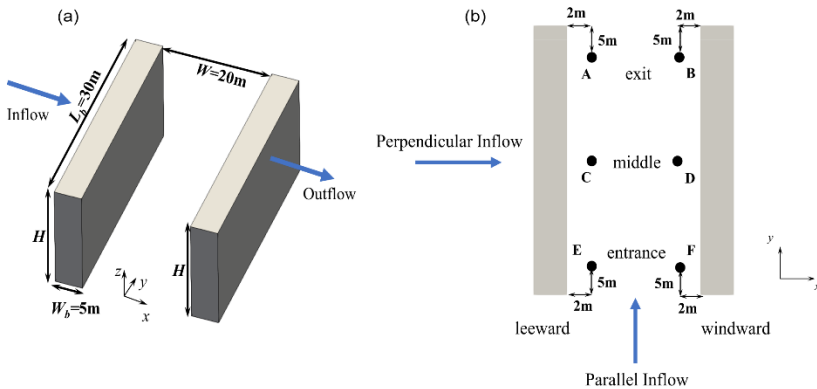 (a)
Inflow
L_b=30m
W=20m
Outflow
H
H
W_b=5m
z
y
x
(b)
2m
2m
5m
5m
A
exit
B
Perpendicular Inflow
C
middle
D
E
entrance
F
5m
5m
2m
2m
leeward
windward
Parallel Inflow
y
x